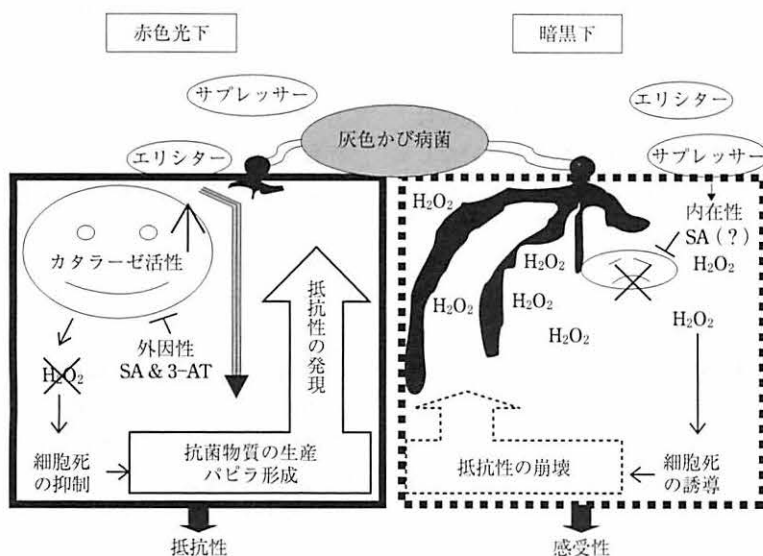 赤色光下
暗黒下
サプレッサー
エリシター
灰色かび病菌
エリシター
サプレッサー
カタラーゼ活性
外因性
SA & 3-AT
H₂O₂
細胞死
の抑制
抗菌物質の生産
パピラ形成
抵抗性の発現
抵抗性
H₂O₂
H₂O₂
H₂O₂
H₂O₂
H₂O₂
H₂O₂
内在性
SA (?)
H₂O₂
H₂O₂
細胞死
の誘導
抵抗性の崩壊
感受性